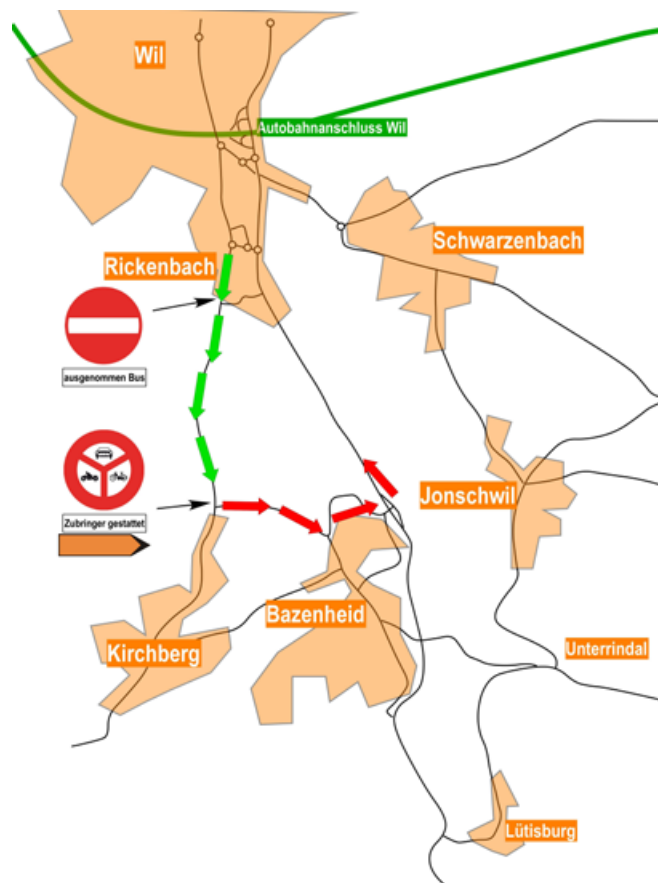 Wil
Autobahnanschluss Wil
Schwarzenbach
Rickenbach
ausgenommen Bus
Zubringer gestattet
Jonschwil
Bazenheid
Kirchberg
Unterrindal
Lütisburg